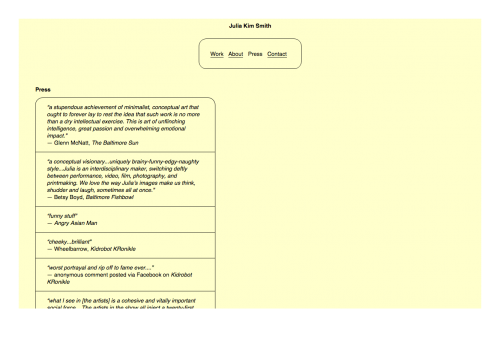 Julia Kim Smith
Work About Press Contact
Press
"a stupendous achievement of minimalist, conceptual art that
ought to forever lay to rest the idea that such work is no more
than a dry intellectual exercise. This is art of unflinching
intelligence, great passion and overwhelming emotional
impact."
— Glenn McNatt, The Baltimore Sun
"a conceptual visionary...uniquely brainy-funny-edgy-naughty
style...Julia is an interdisciplinary maker, switching deftly
between performance, video, film, photography, and
printmaking. We love the way Julia's images make us think,
shudder and laugh, sometimes all at once."
— Betsy Boyd, Baltimore Fishbowl
"funny stuff"
— Angry Asian Man
"cheeky...brilliant"
— Wheelbarrow, Kidrobot KRonikle
"worst portrayal and rip off to fame ever...."
— anonymous comment posted via Facebook on Kidrobot
KRonikle
"what I see in [the artists] is a cohesive and vitally important
social force... The artists in the show all inject a twenty-first